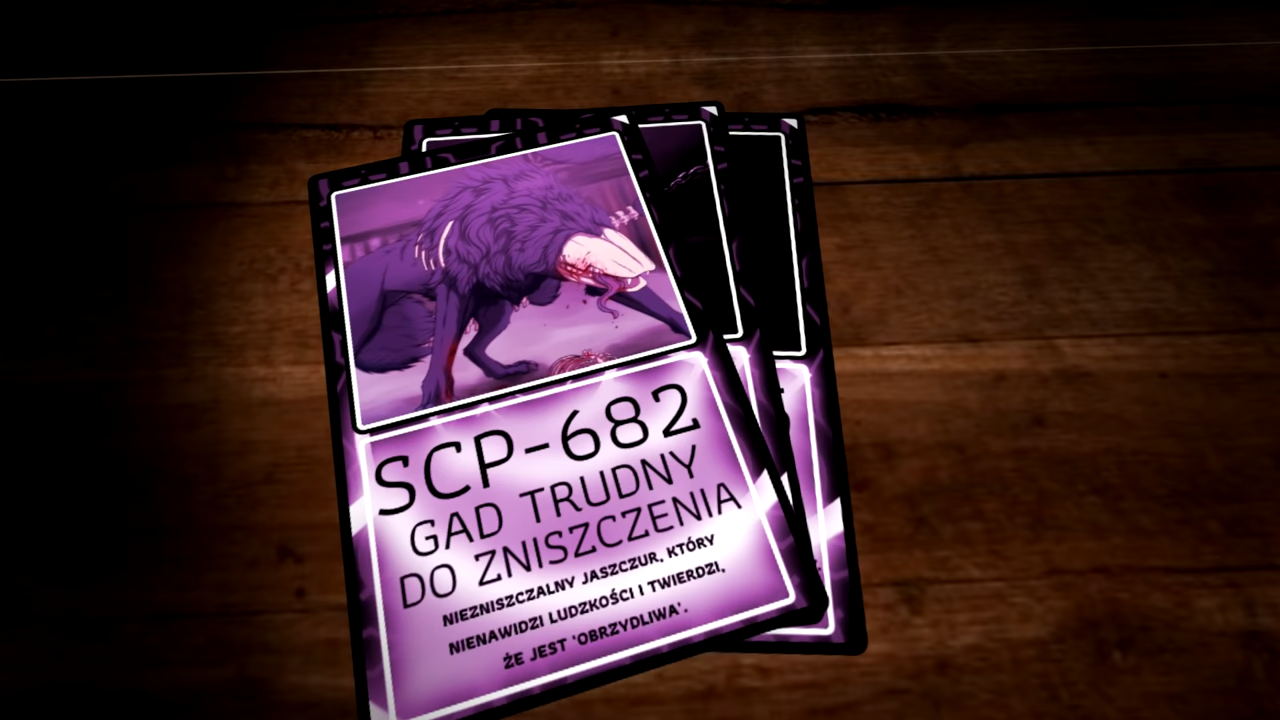 SCP-682
GAD TRUDNY
DO ZNISZCZENIA
NIEZNISZCZALNY JASZCZUR, KTÓRY
NIENAWIDZI LUDZKOŚCI I TWIERDZI,
ŻE JEST 'OBRZYDLIWA'.